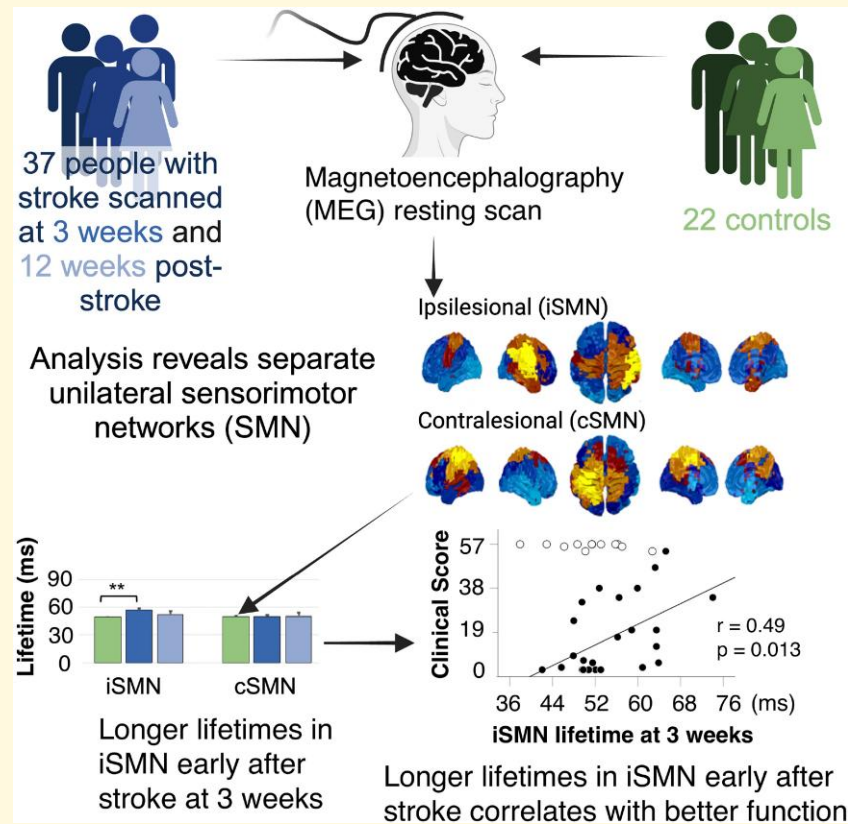 37 people with
stroke scanned
at 3 weeks and
12 weeks post-
stroke
Magnetoencephalography
(MEG) resting scan
22 controls
Analysis reveals separate
unilateral sensorimotor
networks (SMN)
Ipsilesional (iSMN)
Contralesional (cSMN)
Lifetime (ms)
90
60
30
0
**
iSMN
cSMN
Longer lifetimes in
iSMN early after
stroke at 3 weeks
Clinical Score
57
38
19
0
r = 0.49
p = 0.013
36 44 52 60 68 76 (ms)
iSMN lifetime at 3 weeks
Longer lifetimes in iSMN early after
stroke correlates with better function